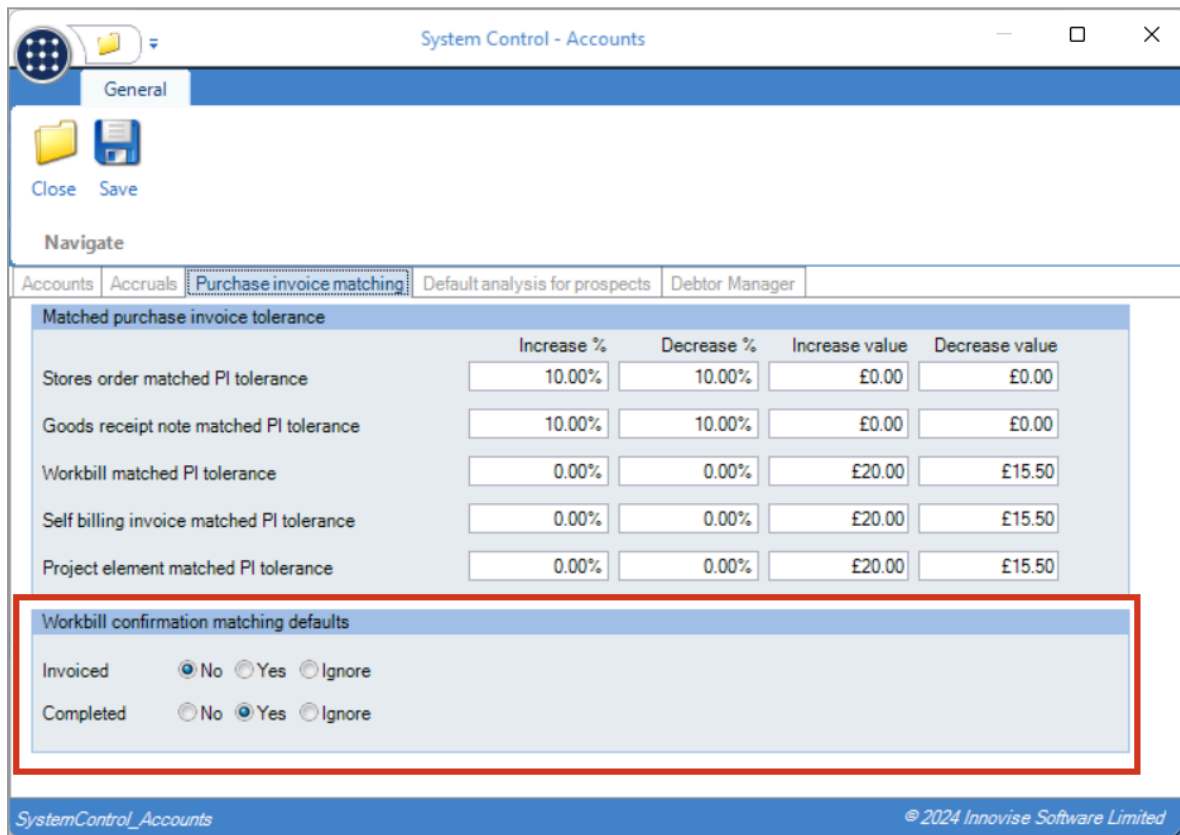 System Control - Accounts
General
Close Save
Navigate
Accounts Accruals Purchase invoice matching Default analysis for prospects Debtor Manager
Matched purchase invoice tolerance
Increase % Decrease % Increase value Decrease value
Stores order matched PI tolerance 10.00% 10.00% £0.00 £0.00
Goods receipt note matched PI tolerance 10.00% 10.00% £0.00 £0.00
Workbill matched PI tolerance 0.00% 0.00% £20.00 £15.50
Self billing invoice matched PI tolerance 0.00% 0.00% £20.00 £15.50
Project element matched PI tolerance 0.00% 0.00% £20.00 £15.50
Workbill confirmation matching defaults
Invoiced No Yes Ignore
Completed No Yes Ignore
SystemControl_Accounts © 2024 Innovise Software Limited